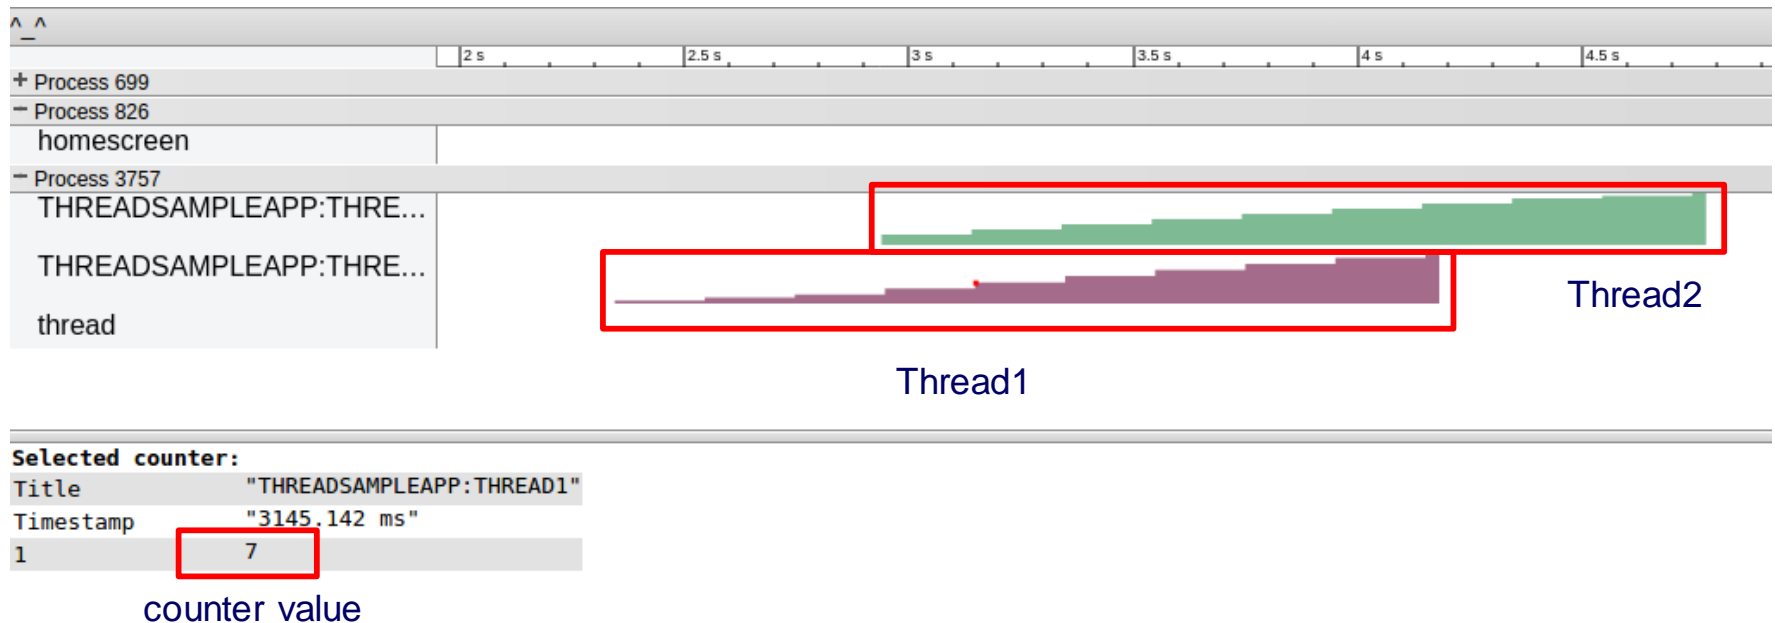 ^_^
2 s 2.5 s 3 s 3.5 s 4 s 4.5 s
+ Process 699
− Process 826
homescreen
− Process 3757
THREADSAMPLEAPP:THRE...
THREADSAMPLEAPP:THRE...
Thread2
thread
Thread1
Selected counter:
Title "THREADSAMPLEAPP:THREAD1"
Timestamp "3145.142 ms"
1 7
counter value